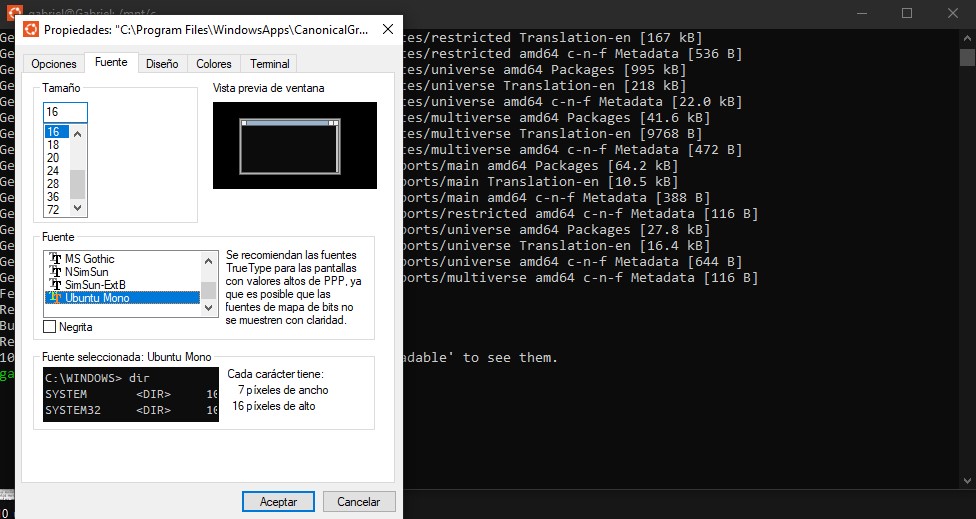 gabriel@Gabriel: /mnt/c
Propiedades: "C:\Program Files\WindowsApps\CanonicalGr...
Opciones
Fuente
Diseño
Colores
Terminal
Tamaño
16
16
18
20
24
28
36
72
Vista previa de ventana
Fuente
MS Gothic
NSimSun
SimSun-ExtB
Ubuntu Mono
Negrita
Se recomiendan las fuentes
TrueType para las pantallas
con valores altos de PPP, ya
que es posible que las
fuentes de mapa de bits no
se muestren con claridad.
Fuente seleccionada: Ubuntu Mono
C:\WINDOWS> dir
SYSTEM <DIR> 10
SYSTEM32 <DIR> 10
Cada carácter tiene:
7 píxeles de ancho
16 píxeles de alto
Aceptar
Cancelar
Ge tes/restricted Translation-en [167 kB]
Ge tes/restricted amd64 c-n-f Metadata [536 B]
Ge tes/universe amd64 Packages [995 kB]
Ge tes/universe Translation-en [218 kB]
Ge tes/universe amd64 c-n-f Metadata [22.0 kB]
Ge tes/multiverse amd64 Packages [41.6 kB]
Ge tes/multiverse Translation-en [9768 B]
Ge tes/multiverse amd64 c-n-f Metadata [472 B]
Ge ports/main amd64 Packages [64.2 kB]
Ge ports/main Translation-en [10.5 kB]
Ge ports/main amd64 c-n-f Metadata [388 B]
Ge ports/restricted amd64 c-n-f Metadata [116 B]
Ge ports/universe amd64 Packages [27.8 kB]
Ge ports/universe Translation-en [16.4 kB]
Ge ports/universe amd64 c-n-f Metadata [644 B]
Ge ports/multiverse amd64 c-n-f Metadata [116 B]
Fe
Re
Bu
Re
10 adable' to see them.
ga
0